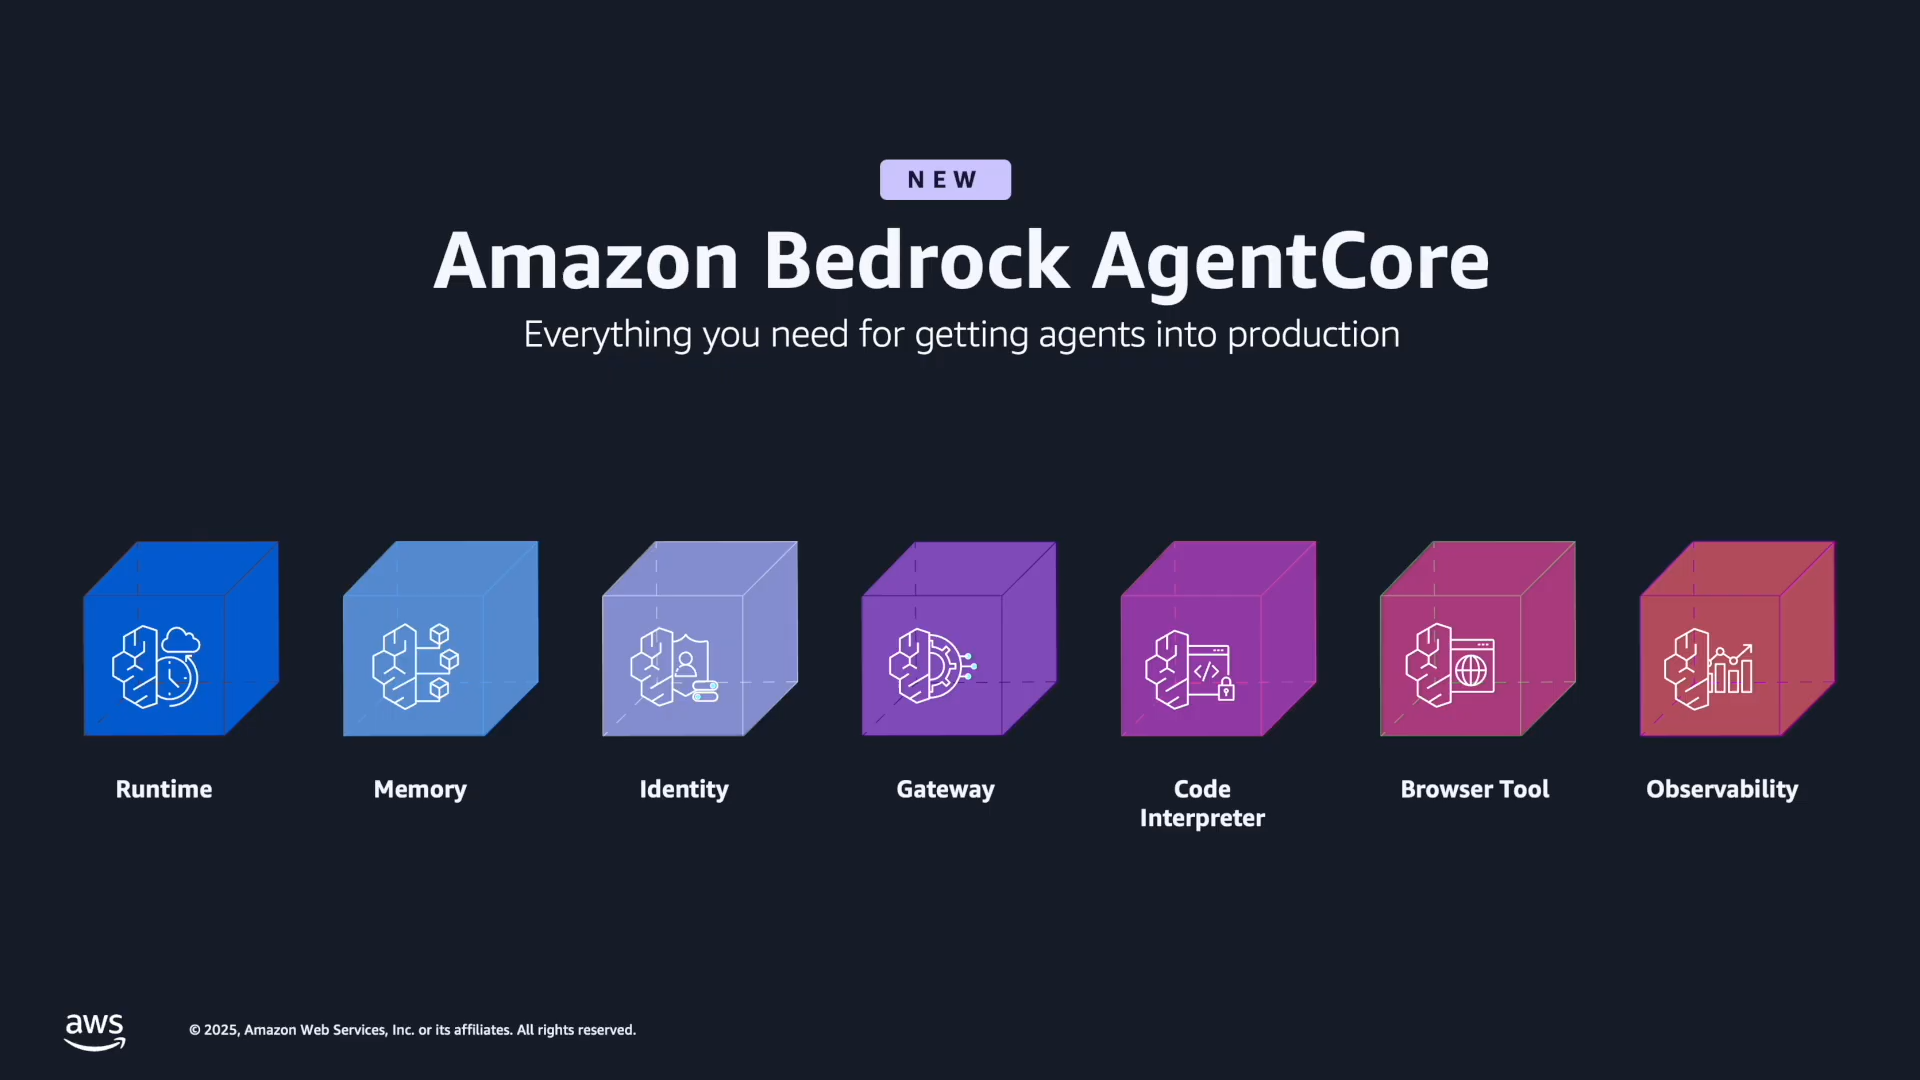 NEW
Amazon Bedrock AgentCore
Everything you need for getting agents into production
Runtime
Memory
Identity
Gateway
Code
Interpreter
Browser Tool
Observability
aws
© 2025, Amazon Web Services, Inc. or its affiliates. All rights reserved.